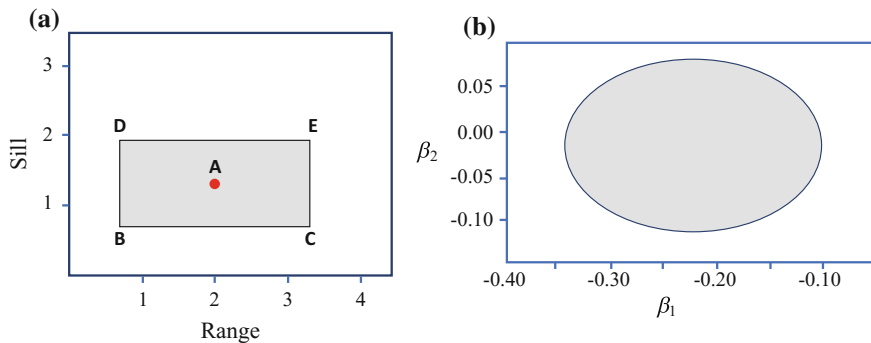 (a)
3
2
1
Sill
D
E
A
B
C
1 2 3 4
Range
(b)
0.05
0.00
-0.05
-0.10
β2
-0.40 -0.30 -0.20 -0.10
β1